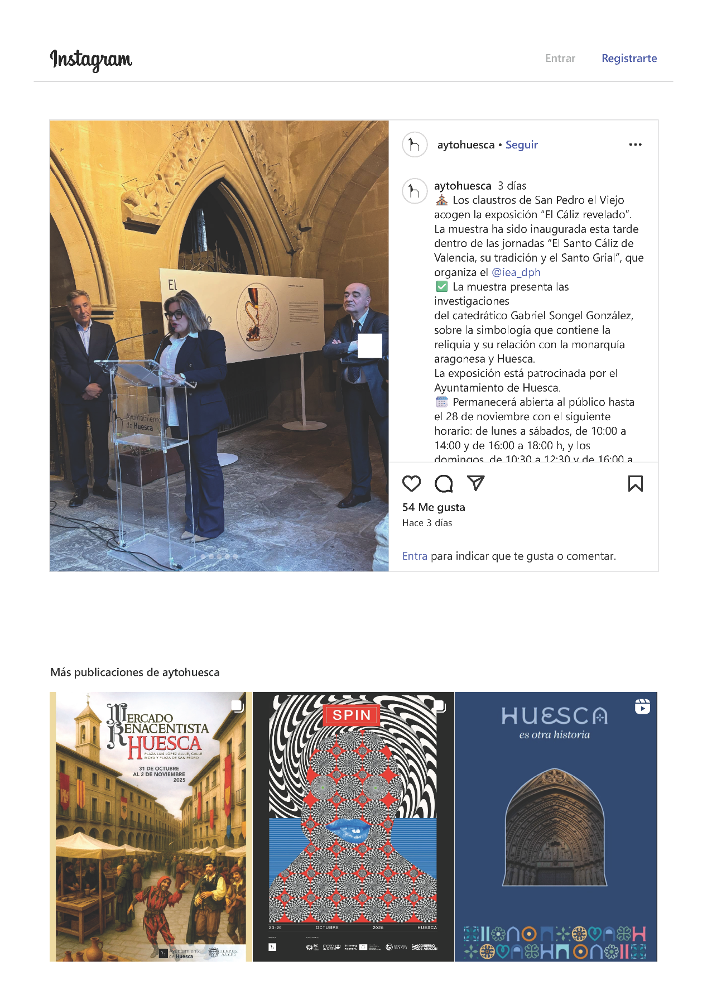 Instagram
Entrar
Registrarte
El
lo
Ayuntamiento
de Huesca
aytohuesca • Seguir
aytohuesca 3 días
Los claustros de San Pedro el Viejo
acogen la exposición “El Cáliz revelado”.
La muestra ha sido inaugurada esta tarde
dentro de las jornadas “El Santo Cáliz de
Valencia, su tradición y el Santo Grial”, que
organiza el @iea_dph
✅ La muestra presenta las
investigaciones
del catedrático Gabriel Songel González,
sobre la simbología que contiene la
reliquia y su relación con la monarquía
aragonesa y Huesca.
La exposición está patrocinada por el
Ayuntamiento de Huesca.
Permanecerá abierta al público hasta
el 28 de noviembre con el siguiente
horario: de lunes a sábados, de 10:00 a
14:00 y de 16:00 a 18:00 h, y los
domingos, de 10:30 a 12:30 y de 16:00 a
54 Me gusta
Hace 3 días
Entra para indicar que te gusta o comentar.
Más publicaciones de aytohuesca
MERCADO
RENACENTISTA
HUESCA
PLAZA LUIS LÓPEZ ALLUÉ, CALLE
MOYA Y PLAZA DE SAN PEDRO
31 DE OCTUBRE
AL 2 DE NOVIEMBRE
2025
Ayuntamiento
de Huesca
SPIN
23-26 OCTUBRE 2025 HUESCA
interreg
POCTEFA
GOBIERNO
DE ARAGON
HUESCA
es otra historia